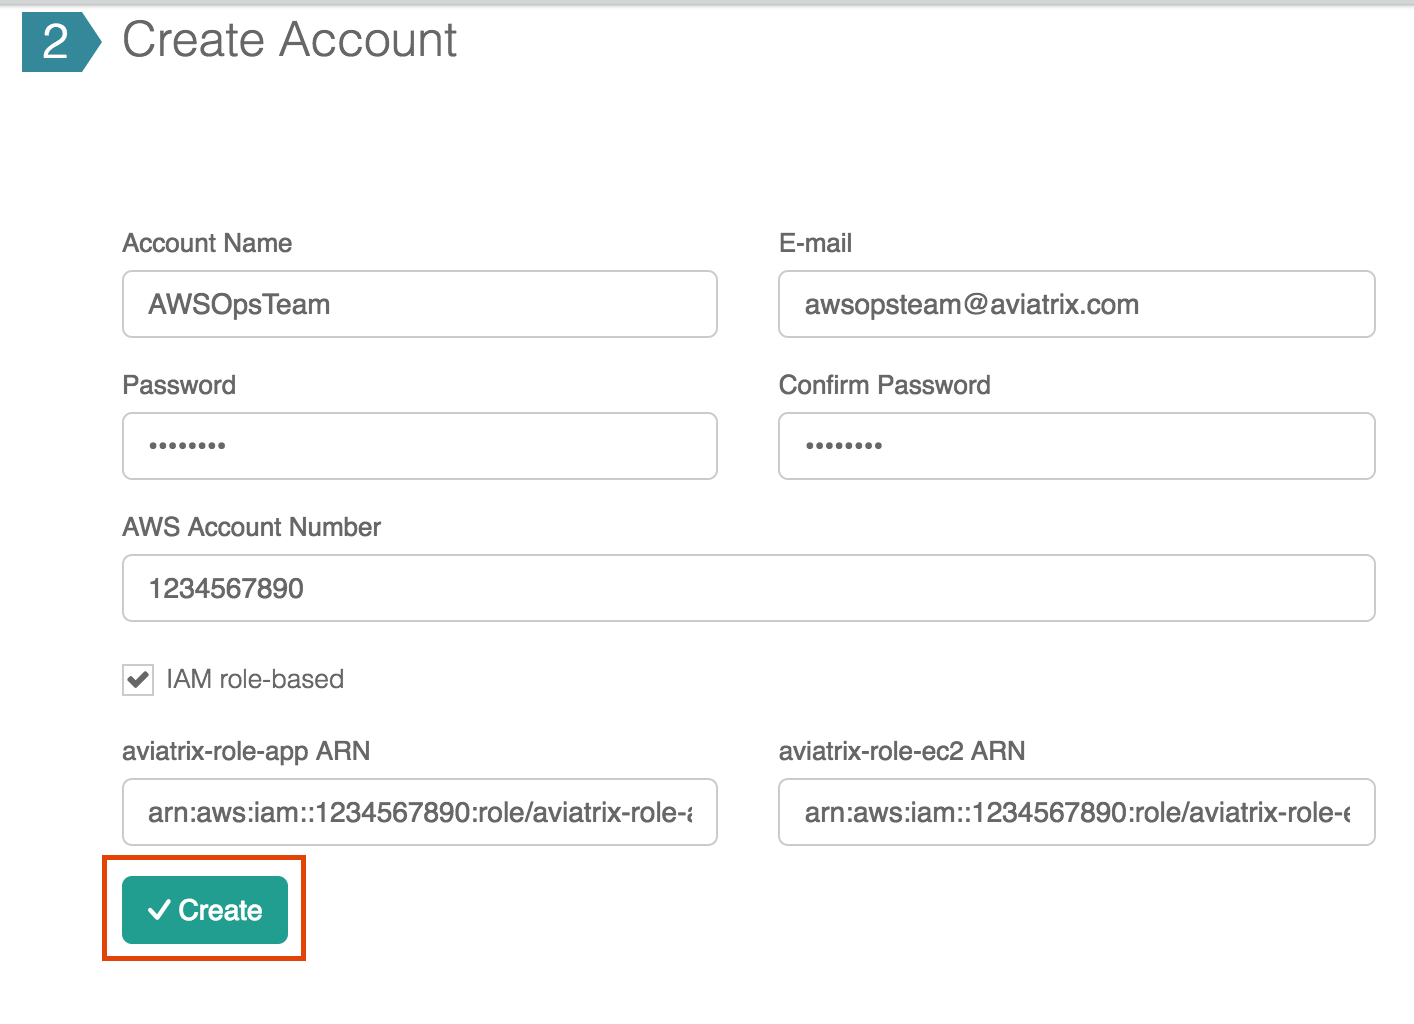 2 Create Account
Account Name
E-mail
AWSOpsTeam
awsopsteam@aviatrix.com
Password
Confirm Password
••••••••
••••••••
AWS Account Number
1234567890
IAM role-based
aviatrix-role-app ARN
aviatrix-role-ec2 ARN
arn:aws:iam::1234567890:role/aviatrix-role-
arn:aws:iam::1234567890:role/aviatrix-role-
Create